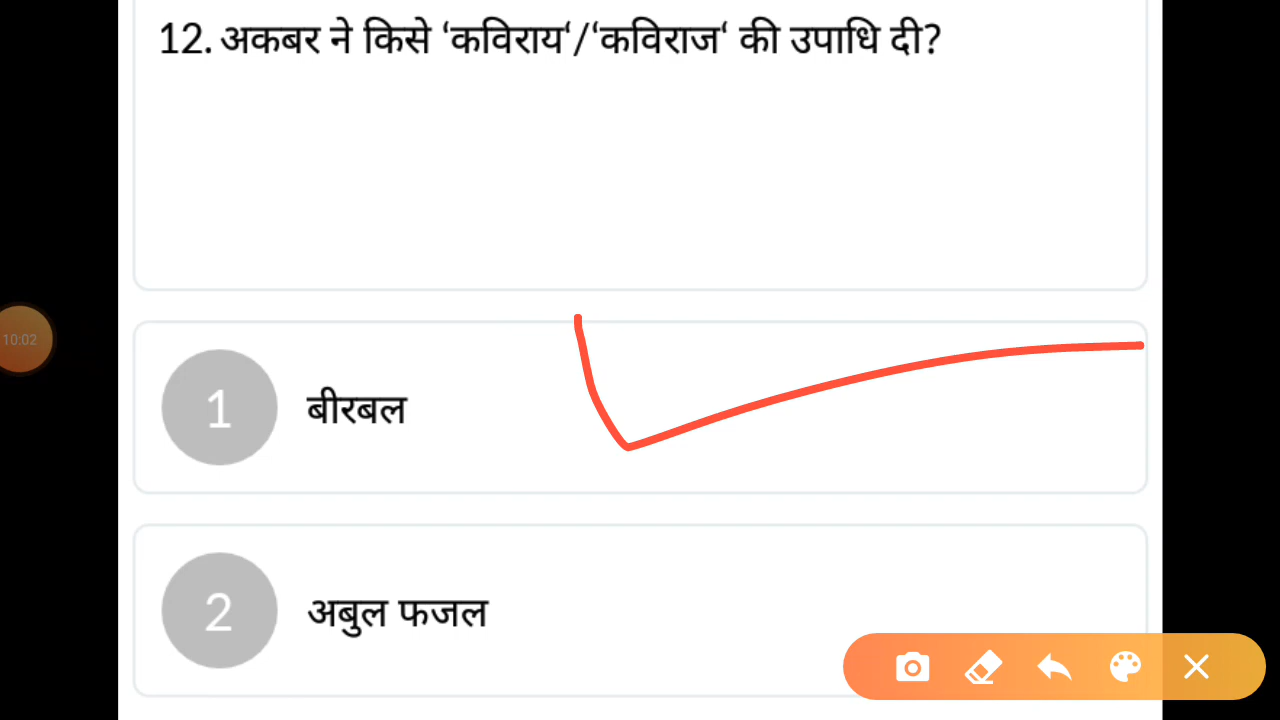 12. अकबर ने किसे ‘कविराय‘/‘कविराज‘ की उपाधि दी?
10:02
1 बीरबल
2 अबुल फजल